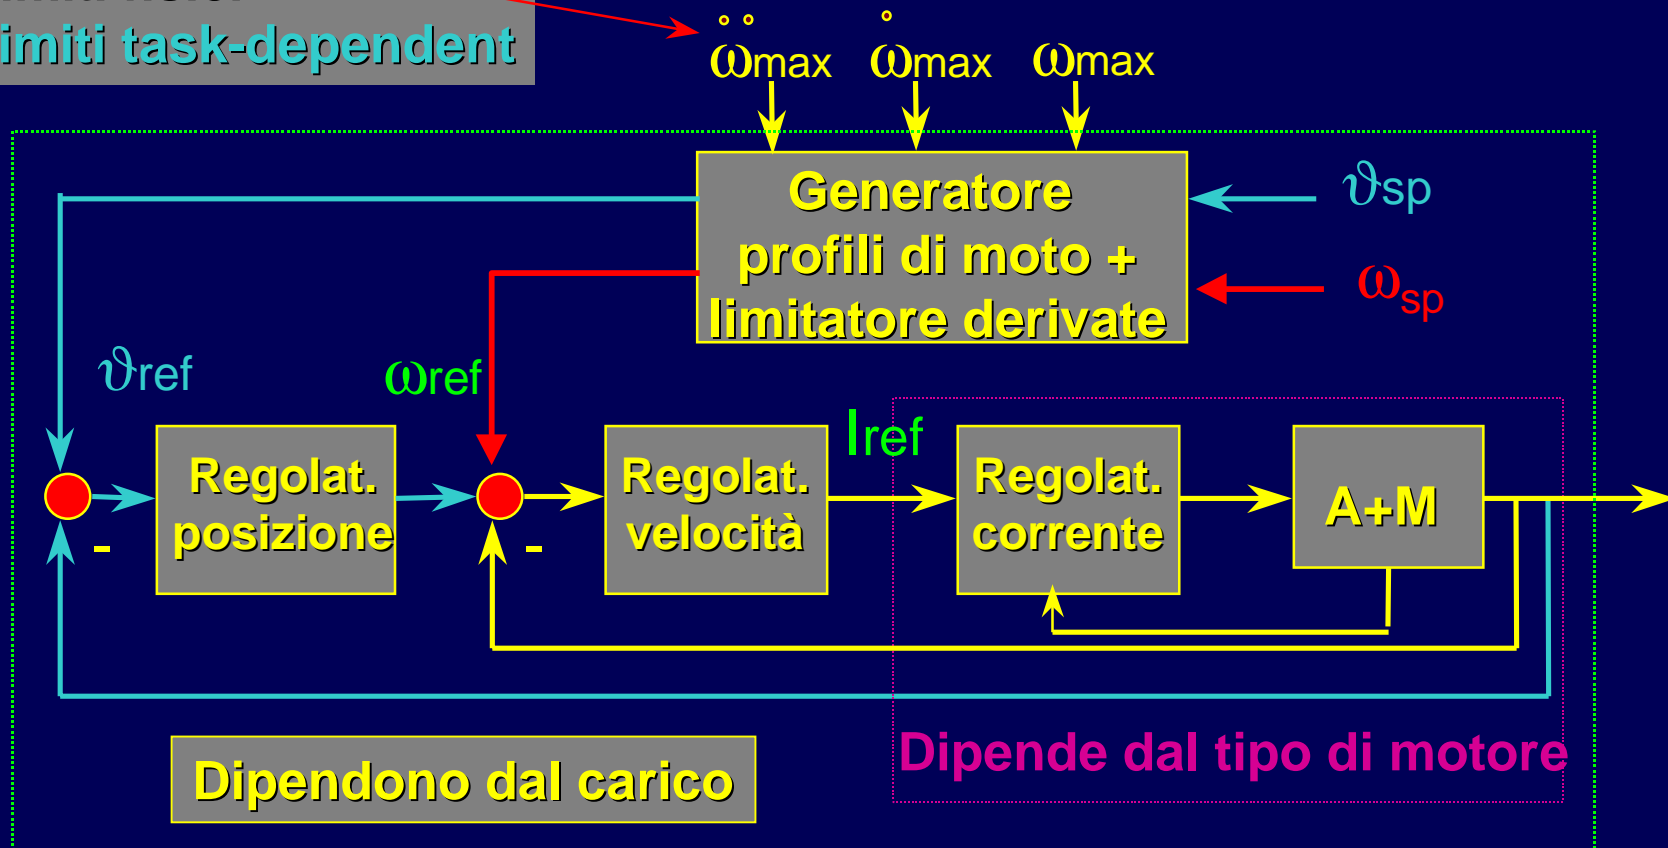 imiti task-dependent
ω̈max ω̇max ωmax
Generatore
profili di moto +
limitatore derivate
ϑsp
ωsp
ϑref
ωref
Iref
Regolat.
posizione
Regolat.
velocità
Regolat.
corrente
A+M
-
-
Dipendono dal carico
Dipende dal tipo di motore